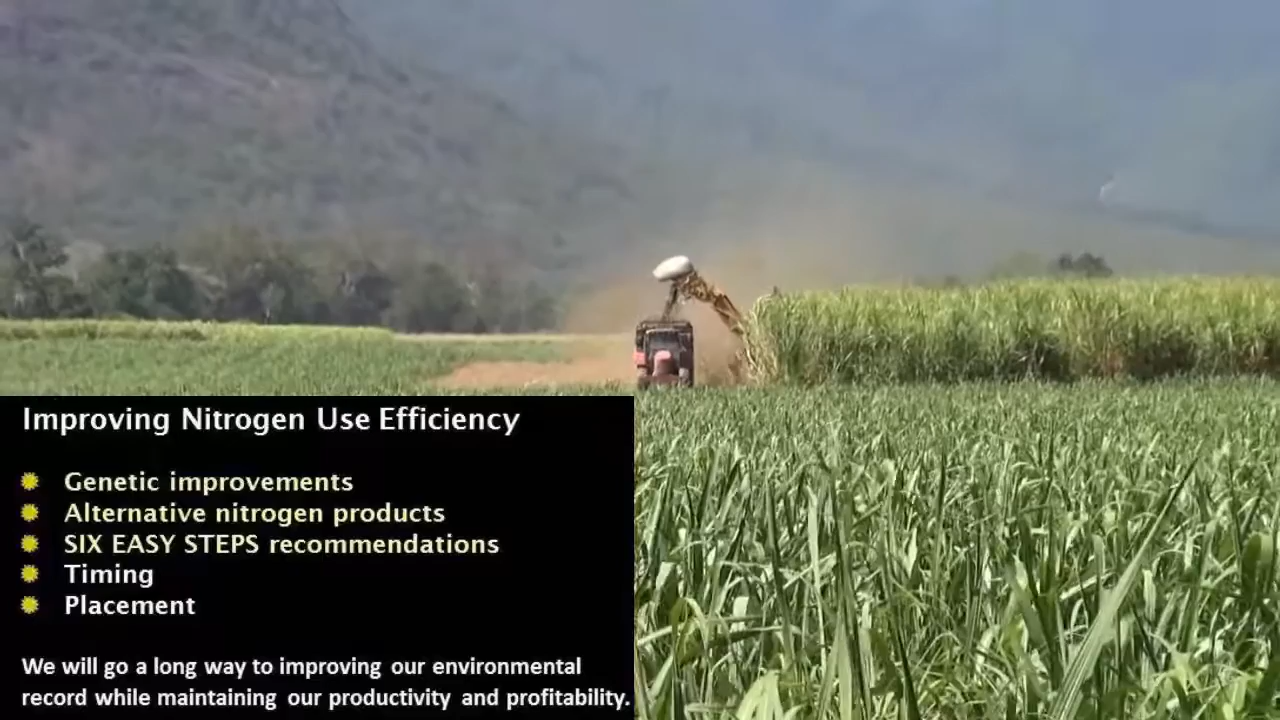 Improving Nitrogen Use Efficiency
Genetic improvements
Alternative nitrogen products
SIX EASY STEPS recommendations
Timing
Placement
We will go a long way to improving our environmental
record while maintaining our productivity and profitability.